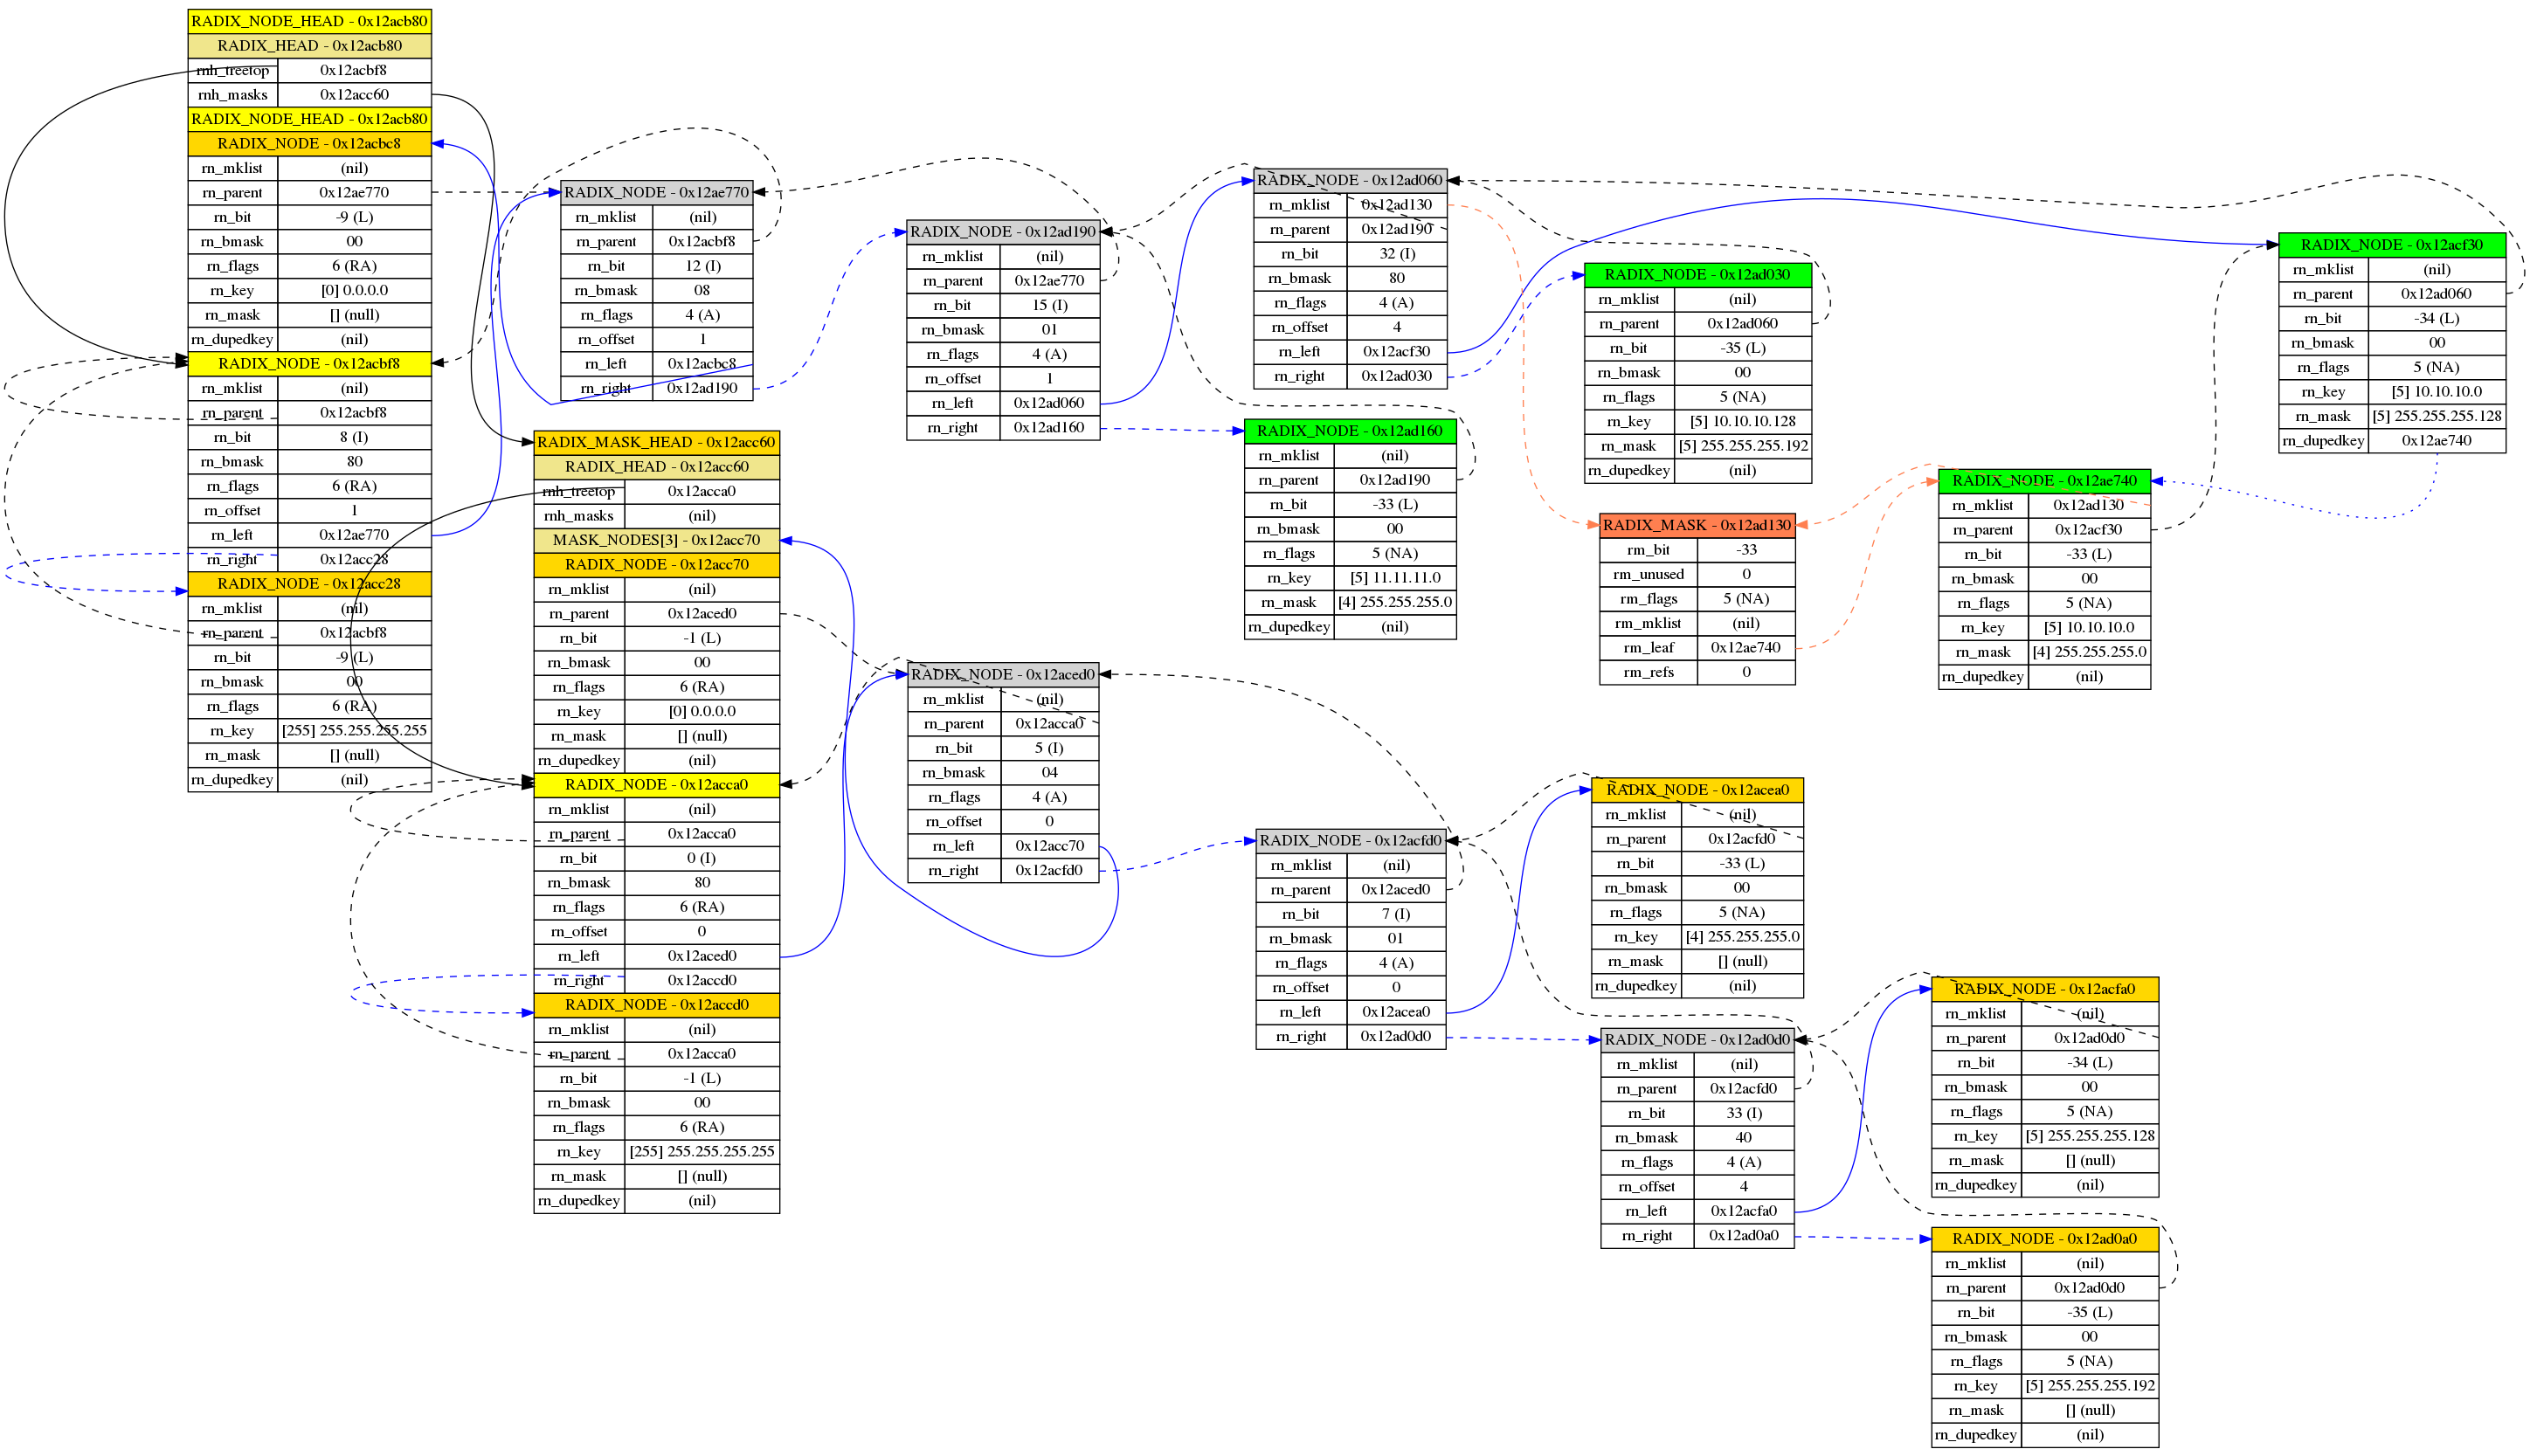 RADIX_NODE_HEAD - 0x12acb80
RADIX_HEAD - 0x12acb80
rnh_treetop 0x12acbf8
rnh_masks 0x12acc60
RADIX_NODE_HEAD - 0x12acb80
RADIX_NODE - 0x12acbc8
rn_mklist (nil)
rn_parent 0x12ae770
rn_bit -9 (L)
rn_bmask 00
rn_flags 6 (RA)
rn_key [0] 0.0.0.0
rn_mask [] (null)
rn_dupedkey (nil)
RADIX_NODE - 0x12acbf8
rn_mklist (nil)
rn_parent 0x12acbf8
rn_bit 8 (I)
rn_bmask 80
rn_flags 6 (RA)
rn_offset 1
rn_left 0x12ae770
rn_right 0x12acc28
RADIX_NODE - 0x12acc28
rn_mklist (nil)
rn_parent 0x12acbf8
rn_bit -9 (L)
rn_bmask 00
rn_flags 6 (RA)
rn_key [255] 255.255.255.255
rn_mask [] (null)
rn_dupedkey (nil)
RADIX_NODE - 0x12ae770
rn_mklist (nil)
rn_parent 0x12acbf8
rn_bit 12 (I)
rn_bmask 08
rn_flags 4 (A)
rn_offset 1
rn_left 0x12acbc8
rn_right 0x12ad190
RADIX_MASK_HEAD - 0x12acc60
RADIX_HEAD - 0x12acc60
rnh_treetop 0x12acca0
rnh_masks (nil)
MASK_NODES[3] - 0x12acc70
RADIX_NODE - 0x12acc70
rn_mklist (nil)
rn_parent 0x12aced0
rn_bit -1 (L)
rn_bmask 00
rn_flags 6 (RA)
rn_key [0] 0.0.0.0
rn_mask [] (null)
rn_dupedkey (nil)
RADIX_NODE - 0x12acca0
rn_mklist (nil)
rn_parent 0x12acca0
rn_bit 0 (I)
rn_bmask 80
rn_flags 6 (RA)
rn_offset 0
rn_left 0x12aced0
rn_right 0x12accd0
RADIX_NODE - 0x12accd0
rn_mklist (nil)
rn_parent 0x12acca0
rn_bit -1 (L)
rn_bmask 00
rn_flags 6 (RA)
rn_key [255] 255.255.255.255
rn_mask [] (null)
rn_dupedkey (nil)
RADIX_NODE - 0x12ad190
rn_mklist (nil)
rn_parent 0x12ae770
rn_bit 15 (I)
rn_bmask 01
rn_flags 4 (A)
rn_offset 1
rn_left 0x12ad060
rn_right 0x12ad160
RADIX_NODE - 0x12aced0
rn_mklist (nil)
rn_parent 0x12acca0
rn_bit 5 (I)
rn_bmask 04
rn_flags 4 (A)
rn_offset 0
rn_left 0x12acc70
rn_right 0x12acfd0
RADIX_NODE - 0x12ad060
rn_mklist 0x12ad130
rn_parent 0x12ad190
rn_bit 32 (I)
rn_bmask 80
rn_flags 4 (A)
rn_offset 4
rn_left 0x12acf30
rn_right 0x12ad030
RADIX_NODE - 0x12ad160
rn_mklist (nil)
rn_parent 0x12ad190
rn_bit -33 (L)
rn_bmask 00
rn_flags 5 (NA)
rn_key [5] 11.11.11.0
rn_mask [4] 255.255.255.0
rn_dupedkey (nil)
RADIX_NODE - 0x12acfd0
rn_mklist (nil)
rn_parent 0x12aced0
rn_bit 7 (I)
rn_bmask 01
rn_flags 4 (A)
rn_offset 0
rn_left 0x12acea0
rn_right 0x12ad0d0
RADIX_NODE - 0x12ad030
rn_mklist (nil)
rn_parent 0x12ad060
rn_bit -35 (L)
rn_bmask 00
rn_flags 5 (NA)
rn_key [5] 10.10.10.128
rn_mask [5] 255.255.255.192
rn_dupedkey (nil)
RADIX_MASK - 0x12ad130
rm_bit -33
rm_unused 0
rm_flags 5 (NA)
rm_mklist (nil)
rm_leaf 0x12ae740
rm_refs 0
RADIX_NODE - 0x12acea0
rn_mklist (nil)
rn_parent 0x12acfd0
rn_bit -33 (L)
rn_bmask 00
rn_flags 5 (NA)
rn_key [4] 255.255.255.0
rn_mask [] (null)
rn_dupedkey (nil)
RADIX_NODE - 0x12ad0d0
rn_mklist (nil)
rn_parent 0x12acfd0
rn_bit 33 (I)
rn_bmask 40
rn_flags 4 (A)
rn_offset 4
rn_left 0x12acfa0
rn_right 0x12ad0a0
RADIX_NODE - 0x12acf30
rn_mklist (nil)
rn_parent 0x12ad060
rn_bit -34 (L)
rn_bmask 00
rn_flags 5 (NA)
rn_key [5] 10.10.10.0
rn_mask [5] 255.255.255.128
rn_dupedkey 0x12ae740
RADIX_NODE - 0x12ae740
rn_mklist 0x12ad130
rn_parent 0x12acf30
rn_bit -33 (L)
rn_bmask 00
rn_flags 5 (NA)
rn_key [5] 10.10.10.0
rn_mask [4] 255.255.255.0
rn_dupedkey (nil)
RADIX_NODE - 0x12acfa0
rn_mklist (nil)
rn_parent 0x12ad0d0
rn_bit -34 (L)
rn_bmask 00
rn_flags 5 (NA)
rn_key [5] 255.255.255.128
rn_mask [] (null)
rn_dupedkey (nil)
RADIX_NODE - 0x12ad0a0
rn_mklist (nil)
rn_parent 0x12ad0d0
rn_bit -35 (L)
rn_bmask 00
rn_flags 5 (NA)
rn_key [5] 255.255.255.192
rn_mask [] (null)
rn_dupedkey (nil)